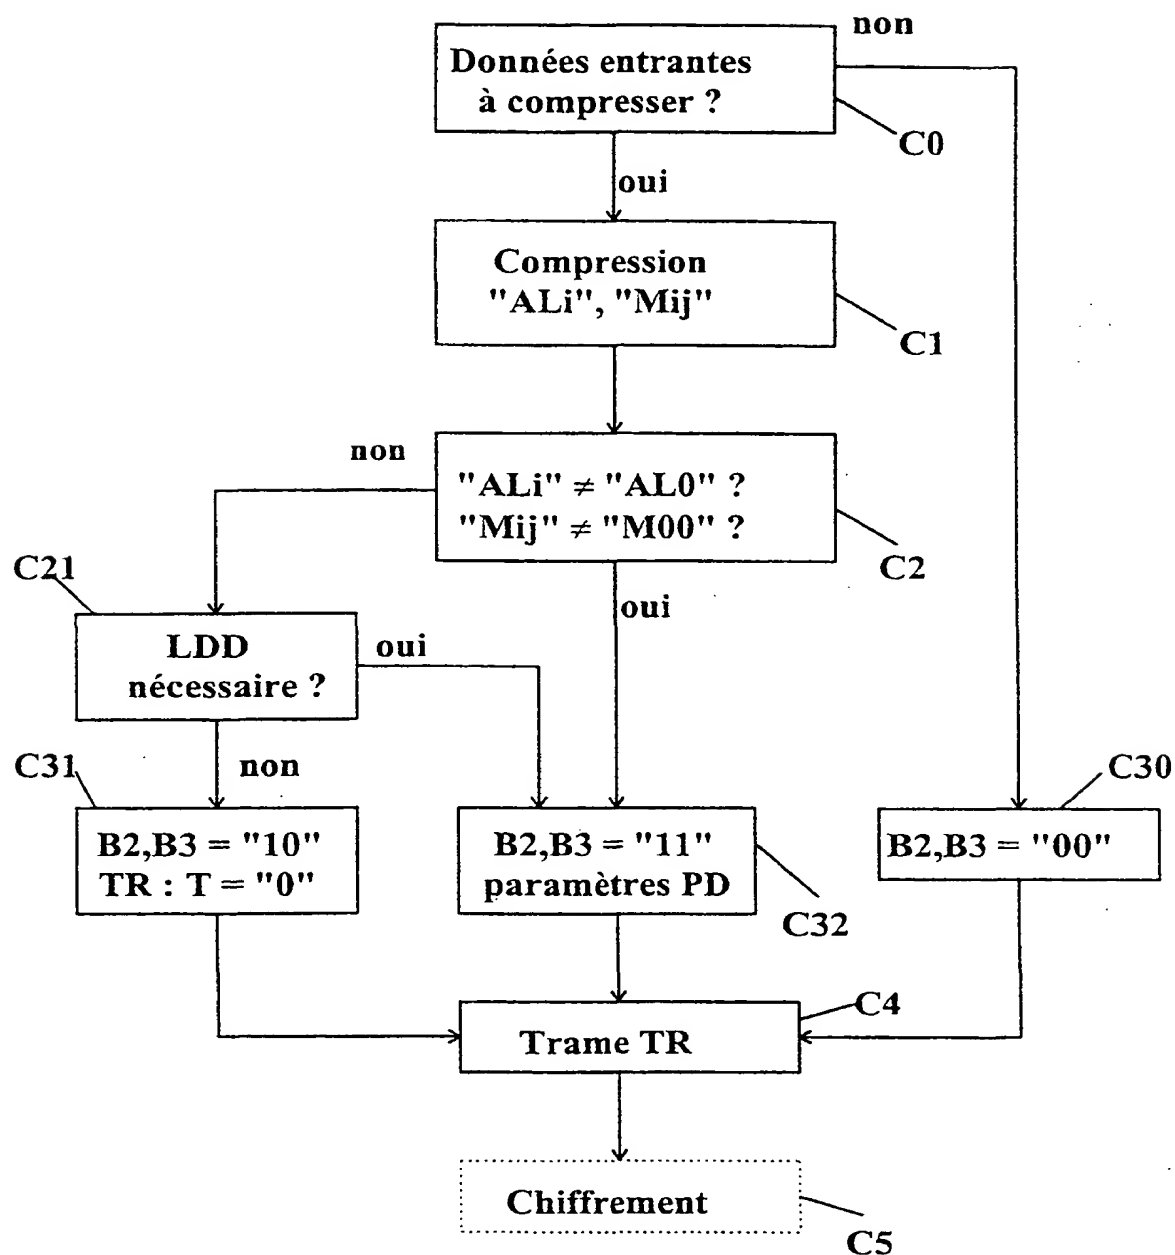 non
Données entrantes
à compresser ?
C0
oui
Compression
"ALi", "Mij"
C1
non
"ALi" ≠ "AL0" ?
"Mij" ≠ "M00" ?
C2
C21
oui
LDD
nécessaire ?
oui
C31
non
C30
B2,B3 = "10"
TR : T = "0"
B2,B3 = "11"
paramètres PD
B2,B3 = "00"
C32
C4
Trame TR
Chiffrement
C5